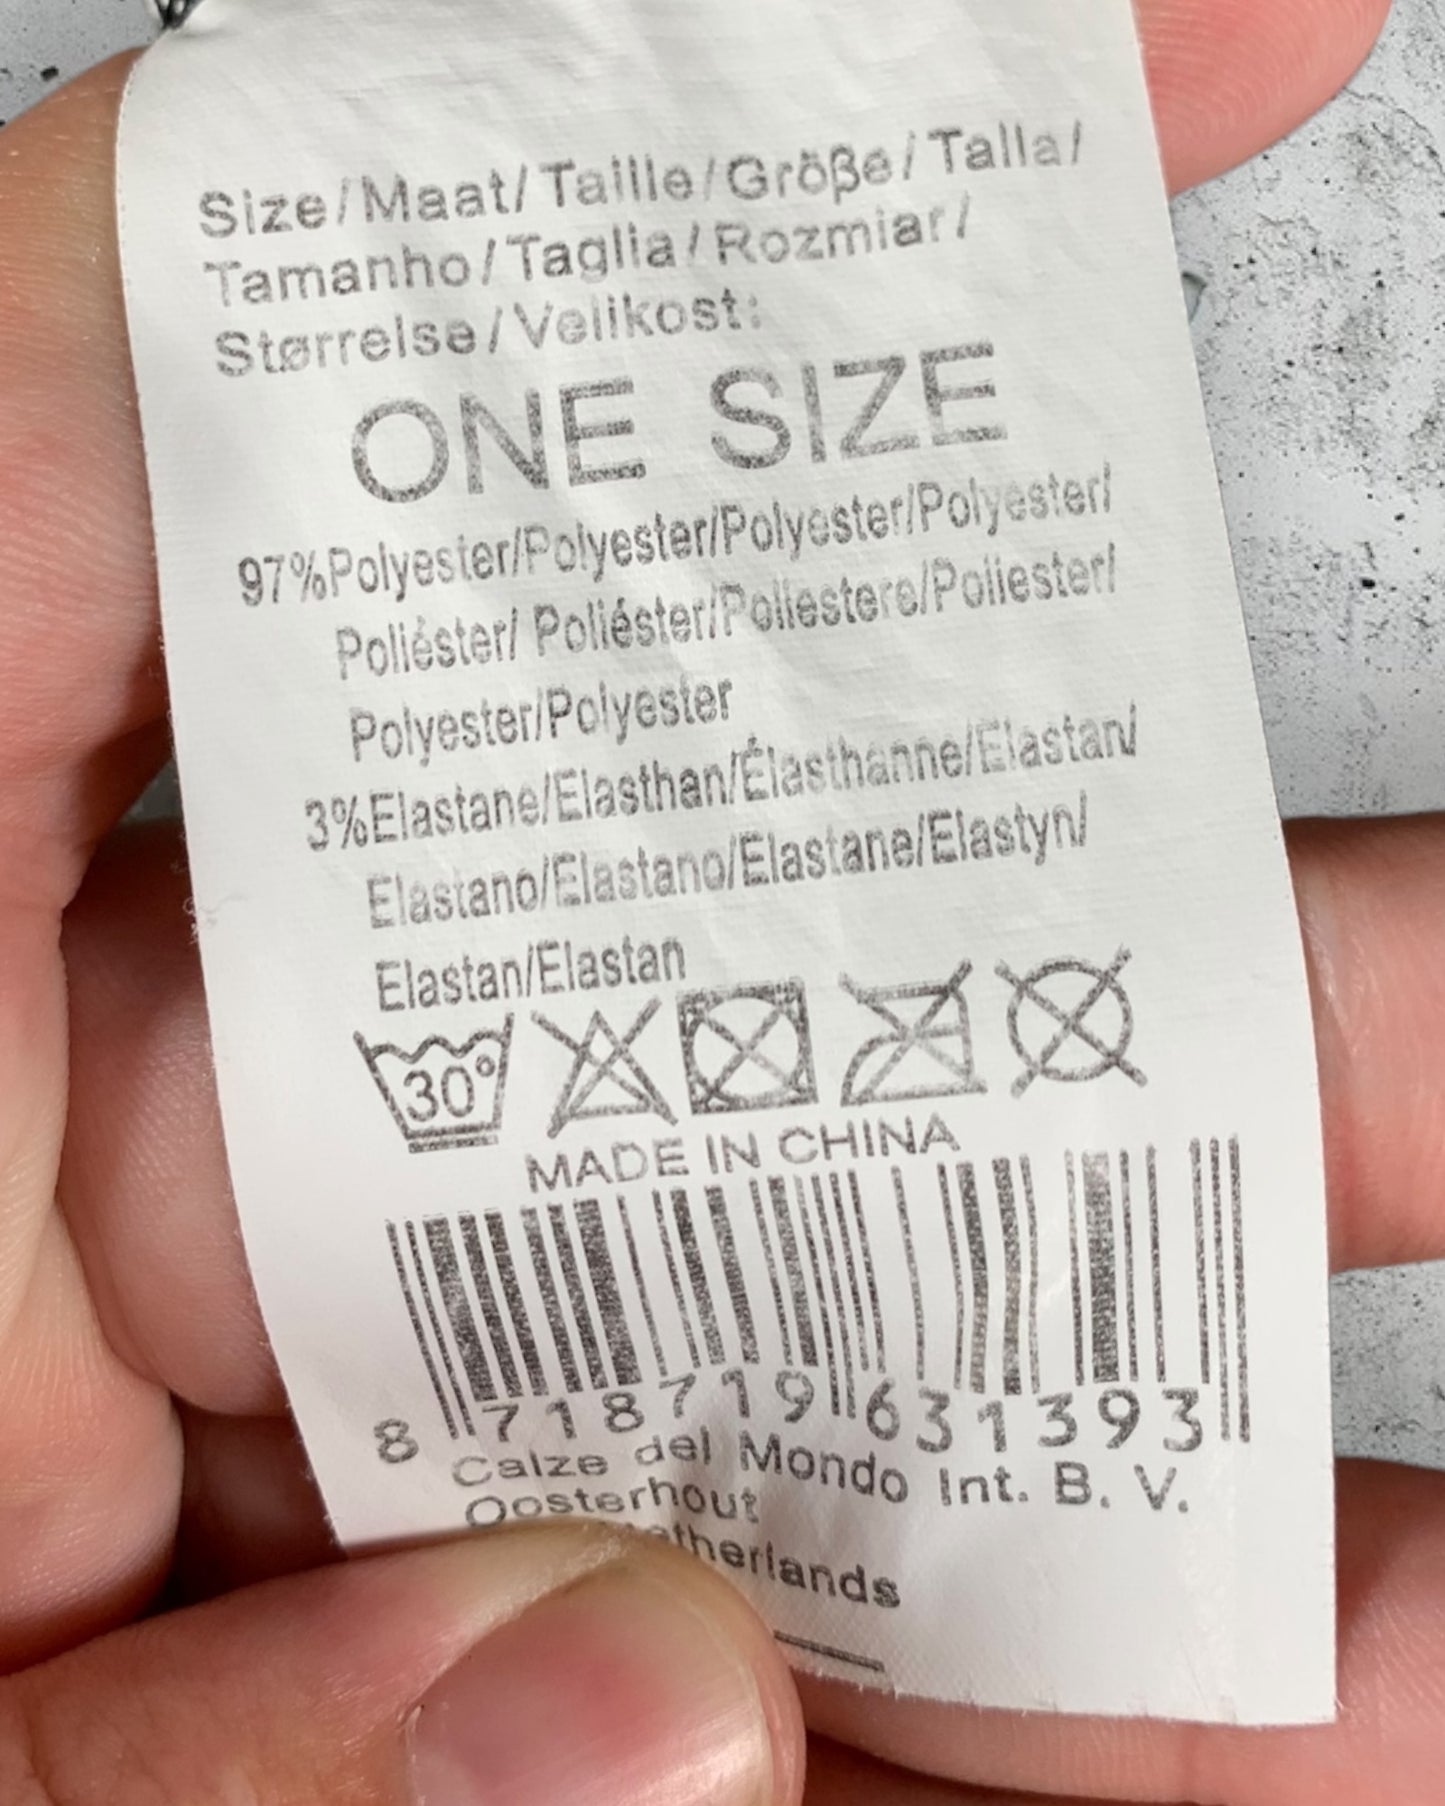 Size/Maat/Taille/Größe/Talla/
Tamanho/Taglia/Rozmiar/
Størrelse/Velikost:
ONE SIZE
97%Polyester/Polyester/Polyester/Polyester/
Poliéster/ Poliéster/Poliestere/Poliester/
Polyester/Polyester
3%Elastane/Elasthan/Élasthanne/Elastan/
Elastano/Elastano/Elastane/Elastyn/
Elastan/Elastan
30°
MADE IN CHINA
8 718719 631393
Calze del Mondo Int. B. V.
Oosterhout